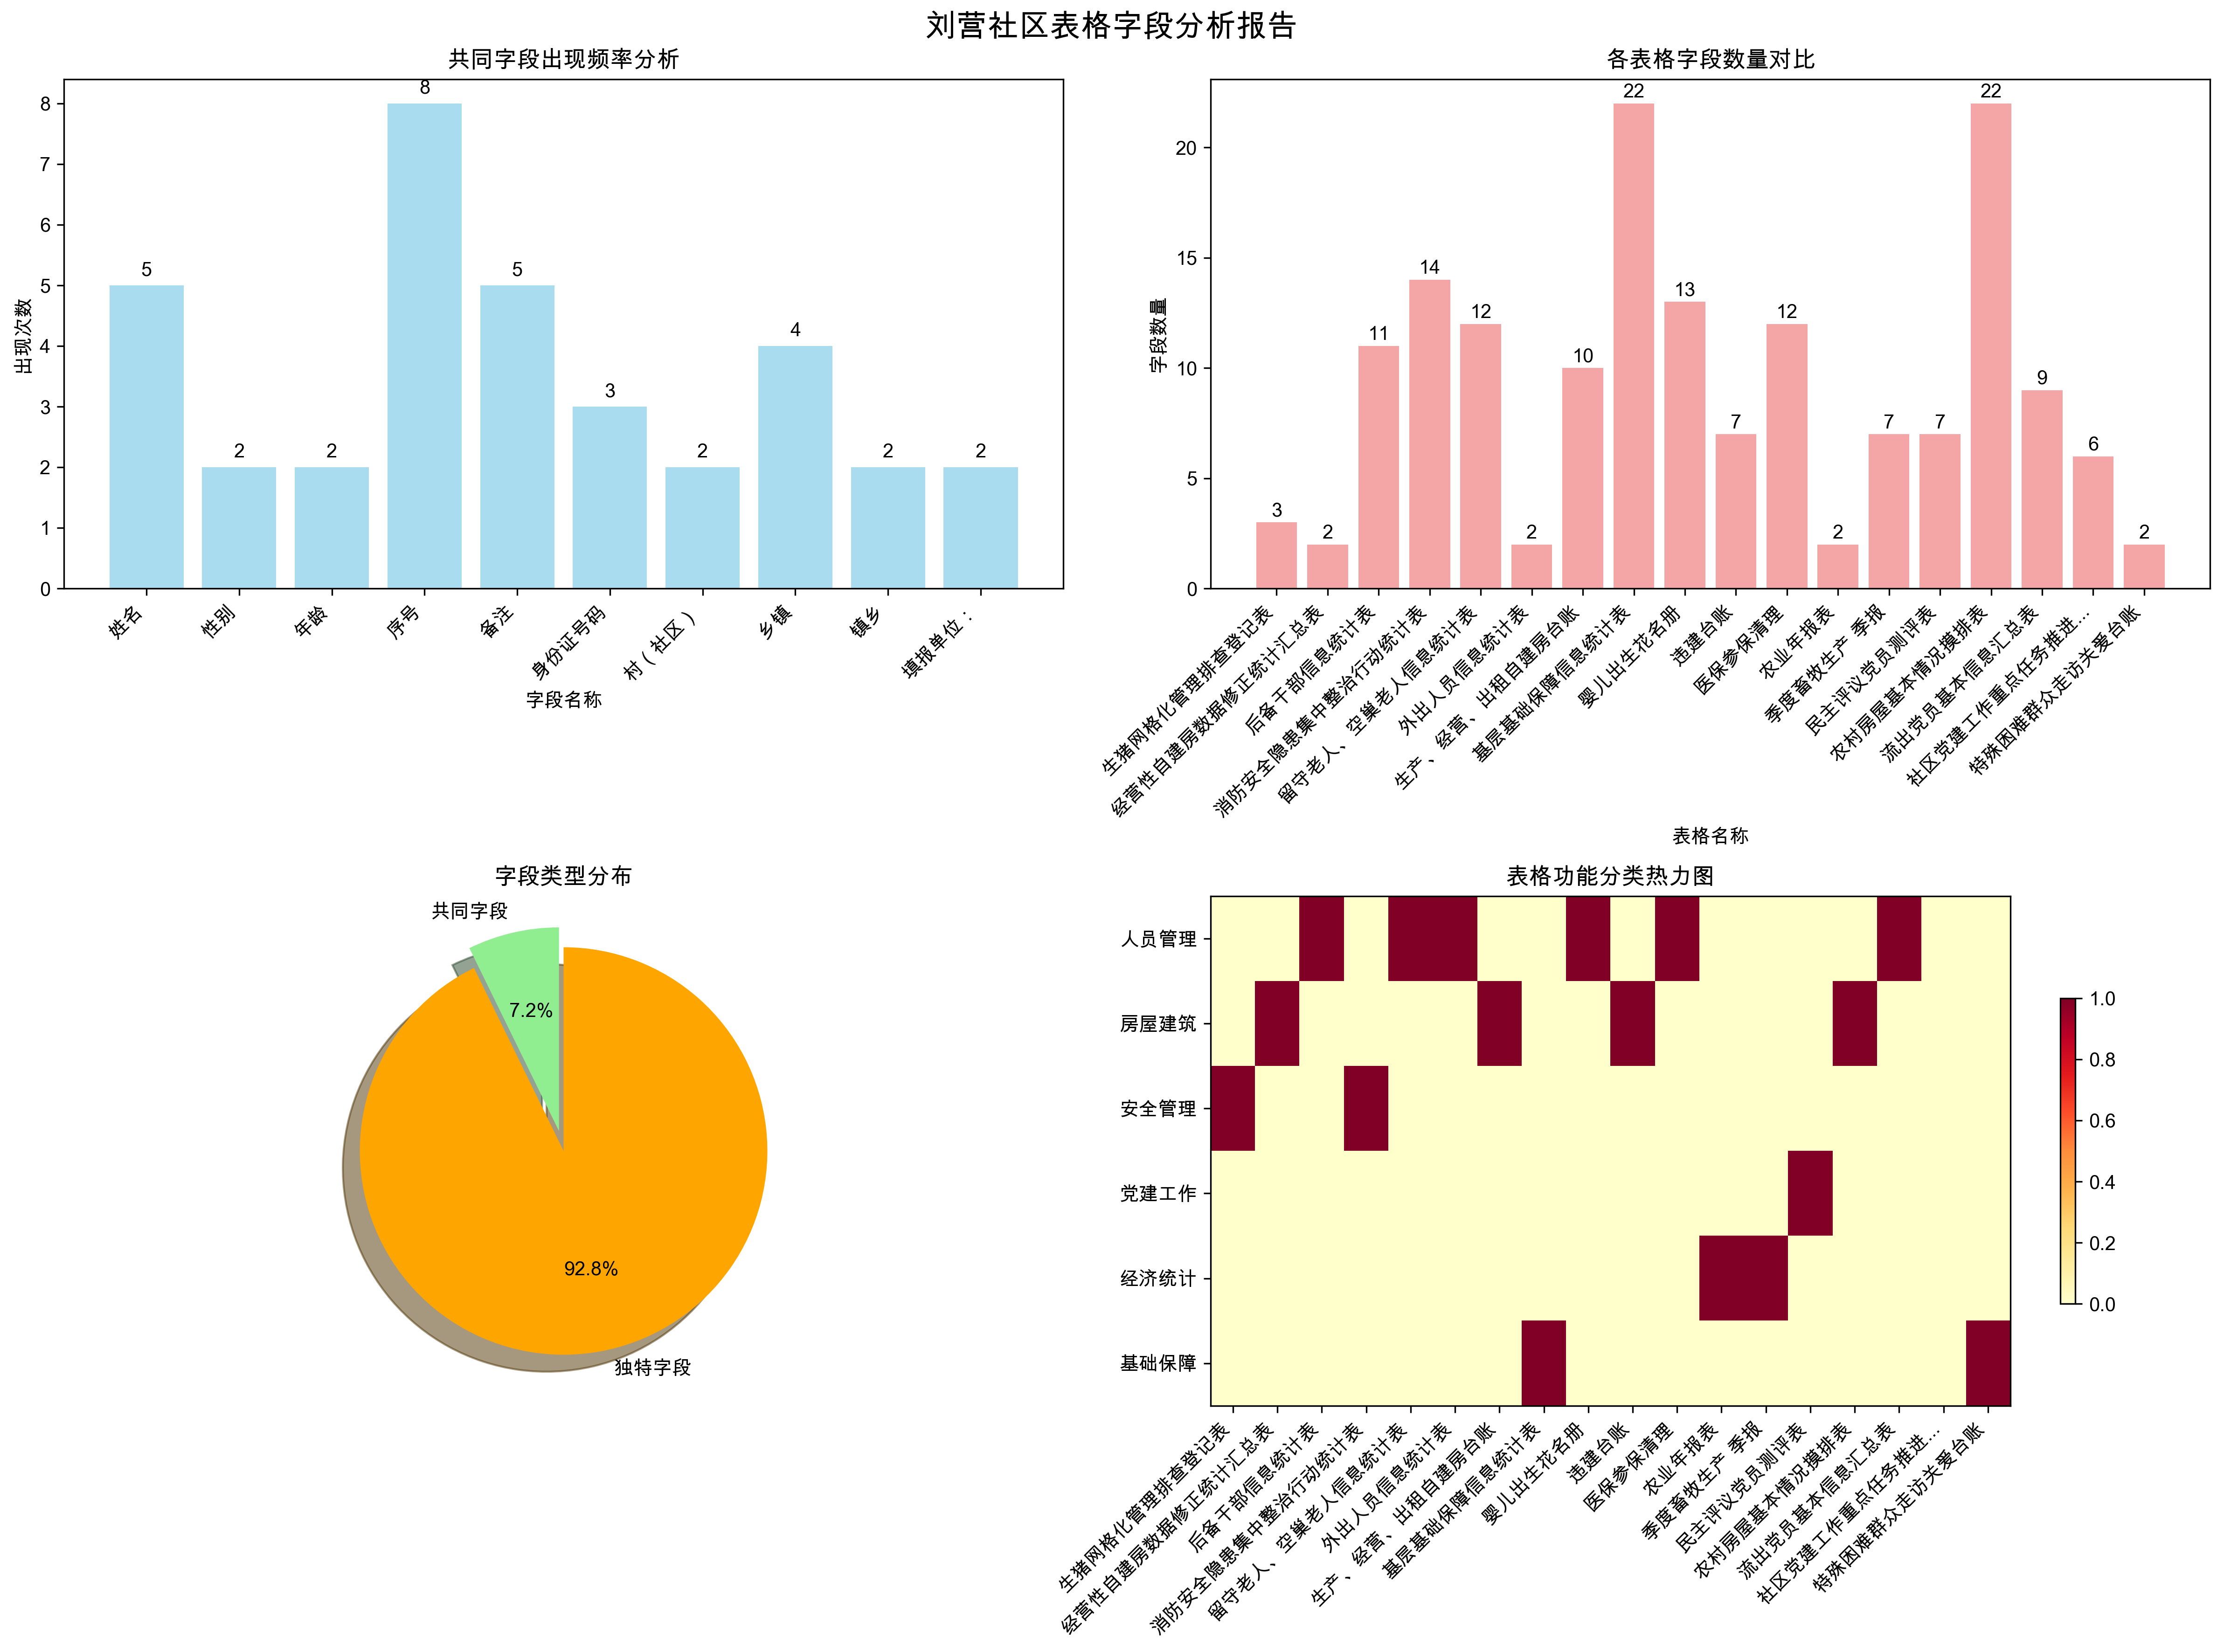 刘营社区表格字段分析报告
共同字段出现频率分析
出现次数
8
7
6
5
4
3
2
1
0
5
2
2
8
5
3
2
4
2
2
姓名
性别
年龄
序号
备注
身份证号码
村（社区）
乡镇
镇乡
填报单位：
字段名称
各表格字段数量对比
字段数量
20
15
10
5
0
3
2
11
14
12
2
10
22
13
7
12
2
7
7
22
9
6
2
生猪网格化管理排查登记表
经营性自建房数据修正统计汇总表
后备干部信息统计表
消防安全隐患集中整治行动统计表
留守老人、空巢老人信息统计表
外出人员信息统计表
生产、经营、出租自建房台账
基层基础保障信息统计表
婴儿出生花名册
违建台账
医保参保清理
农业年报表
季度畜牧生产 季报
民主评议党员测评表
农村房屋基本情况摸排表
流出党员基本信息汇总表
社区党建工作重点任务推进...
特殊困难群众走访关爱台账
表格名称
字段类型分布
共同字段
7.2%
92.8%
独特字段
表格功能分类热力图
人员管理
房屋建筑
安全管理
党建工作
经济统计
基础保障
生猪网格化管理排查登记表
经营性自建房数据修正统计汇总表
后备干部信息统计表
消防安全隐患集中整治行动统计表
留守老人、空巢老人信息统计表
外出人员信息统计表
生产、经营、出租自建房台账
基层基础保障信息统计表
婴儿出生花名册
违建台账
医保参保清理
农业年报表
季度畜牧生产 季报
民主评议党员测评表
农村房屋基本情况摸排表
流出党员基本信息汇总表
社区党建工作重点任务推进...
特殊困难群众走访关爱台账
1.0
0.8
0.6
0.4
0.2
0.0